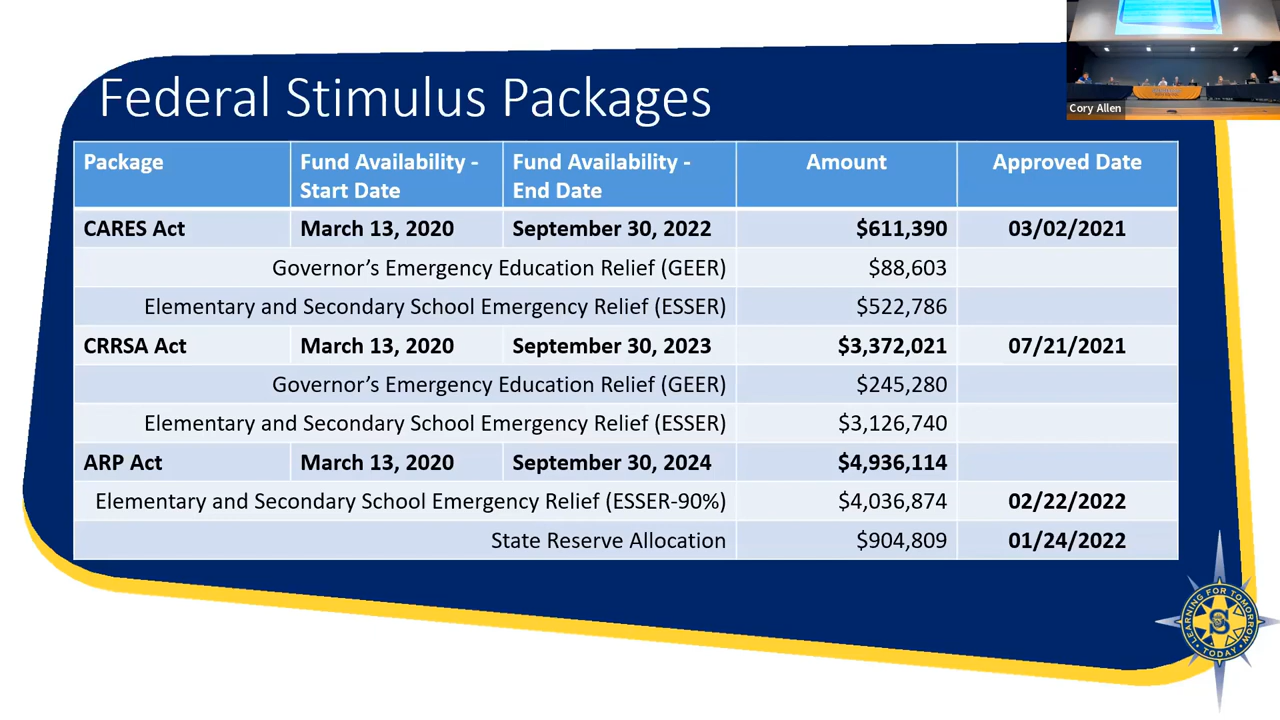 Cory Allen
Federal Stimulus Packages
Package
Fund Availability -
Start Date
Fund Availability -
End Date
Amount
Approved Date
CARES Act March 13, 2020 September 30, 2022 $611,390 03/02/2021
Governor’s Emergency Education Relief (GEER) $88,603
Elementary and Secondary School Emergency Relief (ESSER) $522,786
CRRSA Act March 13, 2020 September 30, 2023 $3,372,021 07/21/2021
Governor’s Emergency Education Relief (GEER) $245,280
Elementary and Secondary School Emergency Relief (ESSER) $3,126,740
ARP Act March 13, 2020 September 30, 2024 $4,936,114
Elementary and Secondary School Emergency Relief (ESSER-90%) $4,036,874 02/22/2022
State Reserve Allocation $904,809 01/24/2022
LEARNING FOR TOMORROW
TODAY
S